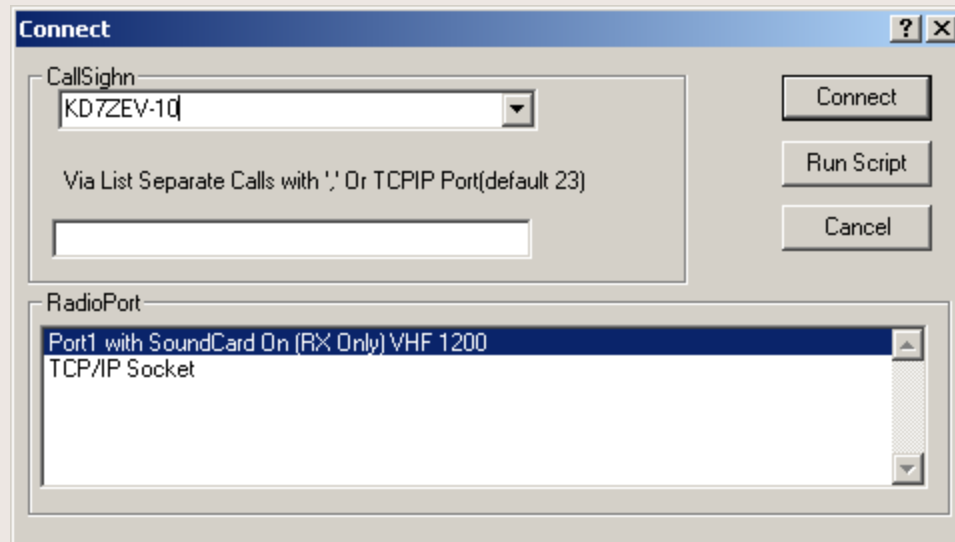 Connect
CallSighn
KD7ZEV-10
Connect
Via List Separate Calls with ',' Or TCPIP Port(default 23)
Run Script
Cancel
RadioPort
Port1 with SoundCard On (RX Only) VHF 1200
TCP/IP Socket